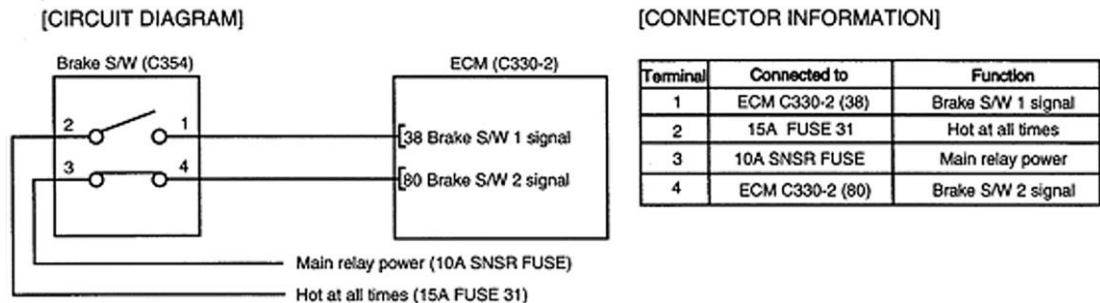 [CIRCUIT DIAGRAM]
Brake S/W (C354)
ECM (C330-2)
2
1
38 Brake S/W 1 signal
3
4
80 Brake S/W 2 signal
Main relay power (10A SNSR FUSE)
Hot at all times (15A FUSE 31)
[CONNECTOR INFORMATION]
Terminal Connected to Function
1 ECM C330-2 (38) Brake S/W 1 signal
2 15A FUSE 31 Hot at all times
3 10A SNSR FUSE Main relay power
4 ECM C330-2 (80) Brake S/W 2 signal